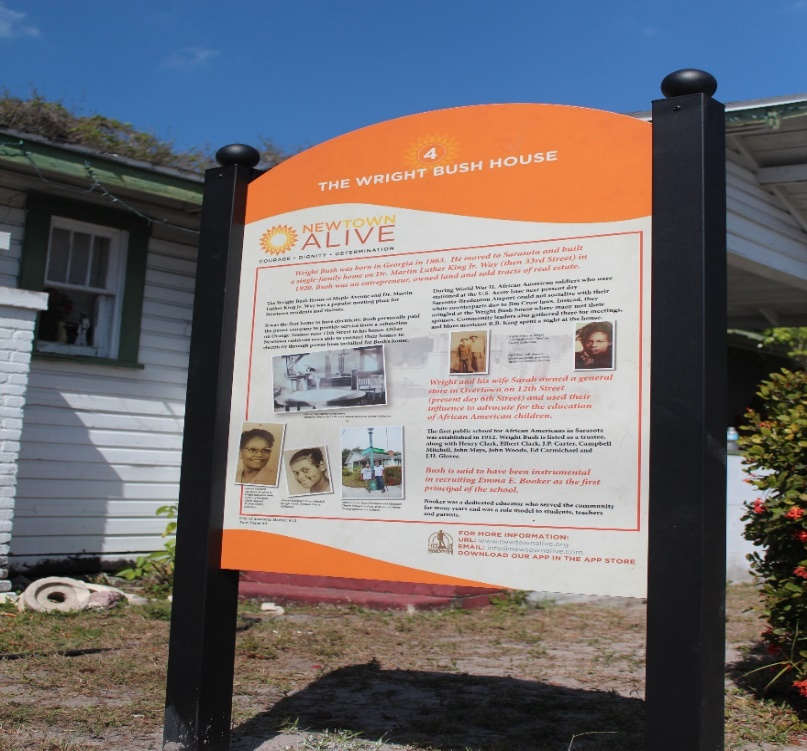 4
THE WRIGHT BUSH HOUSE
NEWTOWN
ALIVE
COURAGE • DIGNITY • DETERMINATION
Wright Bush was born in Georgia in 1863. He moved to Sarasota and built
a single-family home on Dr. Martin Luther King Jr. Way (then 33rd Street) in
1920. Bush was an entrepreneur, owned land and sold tracts of real estate.
The Wright Bush House at Maple Avenue and Dr. Martin
Luther King Jr. Way was a popular meeting place for
Newtown residents and visitors.
It was the first home to have electricity. Bush personally paid
the power company to provide service from a substation
on Orange Avenue near 10th Street to his house. Other
Newtown residents were able to connect their homes to
electricity through poles been installed for Bush's house.
During World War II, African American soldiers who were
stationed at the U.S. Army base near present day
Sarasota-Bradenton Airport could not socialize with their
white counterparts due to Jim Crow laws. Instead, they
mingled at the Wright Bush house where many met their
spouses. Community leaders also gathered there for meetings,
and blues musician B.B. King spent a night at the home.
Wright and his wife Sarah owned a general
store in Overtown on 12th Street
(present day 6th Street) and used their
influence to advocate for the education
of African American children.
The first public school for African Americans in Sarasota
was established in 1912. Wright Bush is listed as a trustee,
along with Henry Clark, Elbert Clark, J.P. Carter, Campbell
Mitchell, John Mays, John Woods, Ed Carmichael and
J.H. Glover.
Bush is said to have been instrumental
in recruiting Emma E. Booker as the first
principal of the school.
Booker was a dedicated educator who served the community
for many years and was a role model to students, teachers
and parents.
FOR MORE INFORMATION:
URL: www.newtownalive.org
EMAIL: info@newtownalive.com
DOWNLOAD OUR APP IN THE APP STORE